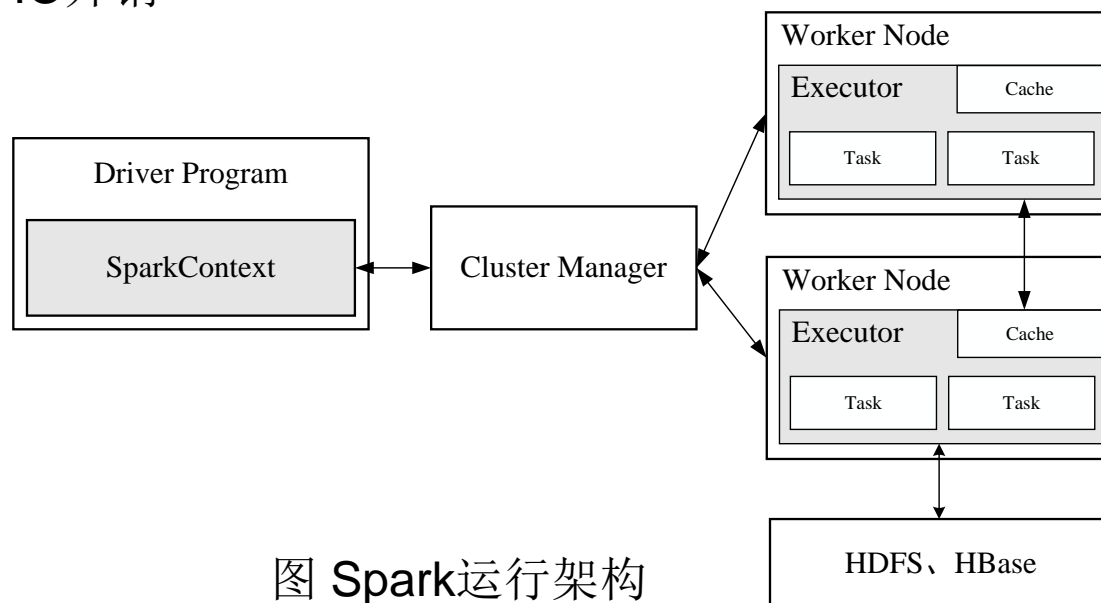 Worker Node
Executor
Cache
Task
Task
Driver Program
SparkContext
Cluster Manager
Worker Node
Executor
Cache
Task
Task
HDFS、HBase
图 Spark运行架构